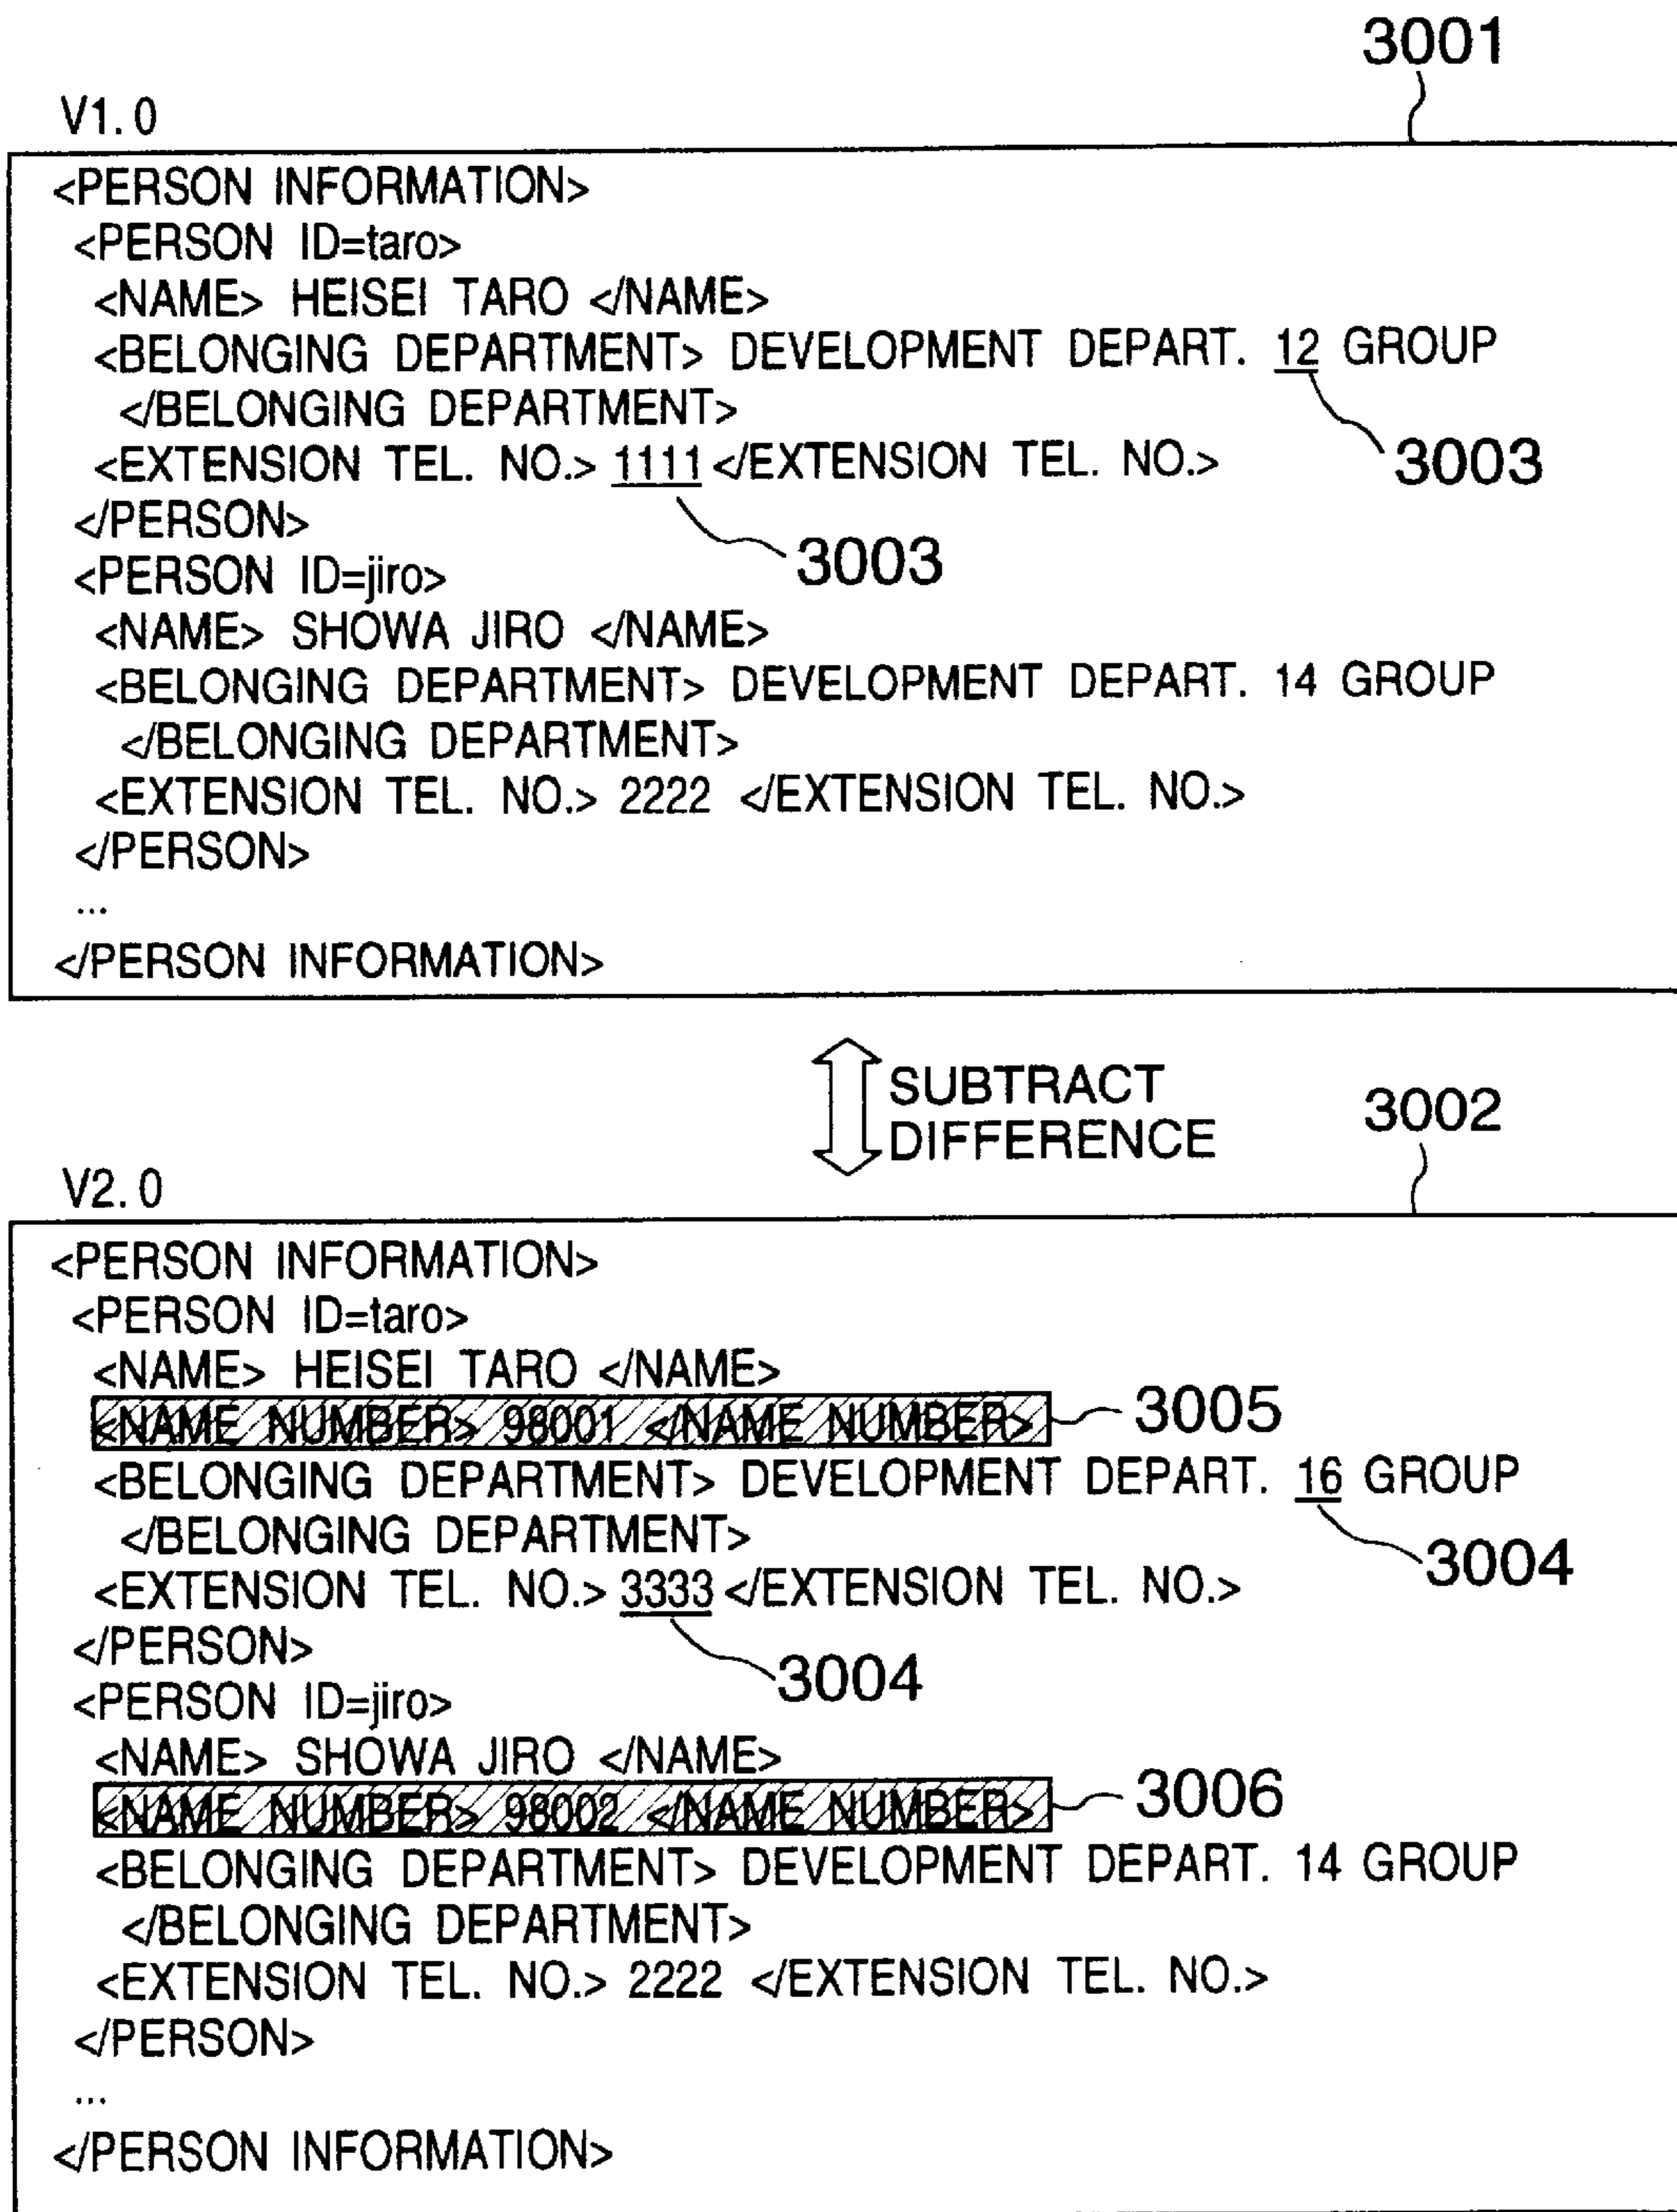 3001
V1.0
<PERSON INFORMATION>
<PERSON ID=taro>
<NAME> HEISEI TARO </NAME>
<BELONGING DEPARTMENT> DEVELOPMENT DEPART. 12 GROUP
</BELONGING DEPARTMENT>
<EXTENSION TEL. NO.> 1111 </EXTENSION TEL. NO.>
3003
</PERSON>
3003
<PERSON ID=jiro>
<NAME> SHOWA JIRO </NAME>
<BELONGING DEPARTMENT> DEVELOPMENT DEPART. 14 GROUP
</BELONGING DEPARTMENT>
<EXTENSION TEL. NO.> 2222 </EXTENSION TEL. NO.>
</PERSON>
...
</PERSON INFORMATION>
SUBTRACT
DIFFERENCE
3002
V2.0
<PERSON INFORMATION>
<PERSON ID=taro>
<NAME> HEISEI TARO </NAME>
<NAME NUMBER> 98001 </NAME NUMBER>
3005
<BELONGING DEPARTMENT> DEVELOPMENT DEPART. 16 GROUP
</BELONGING DEPARTMENT>
3004
<EXTENSION TEL. NO.> 3333 </EXTENSION TEL. NO.>
</PERSON>
3004
<PERSON ID=jiro>
<NAME> SHOWA JIRO </NAME>
<NAME NUMBER> 98002 </NAME NUMBER>
3006
<BELONGING DEPARTMENT> DEVELOPMENT DEPART. 14 GROUP
</BELONGING DEPARTMENT>
<EXTENSION TEL. NO.> 2222 </EXTENSION TEL. NO.>
</PERSON>
...
</PERSON INFORMATION>